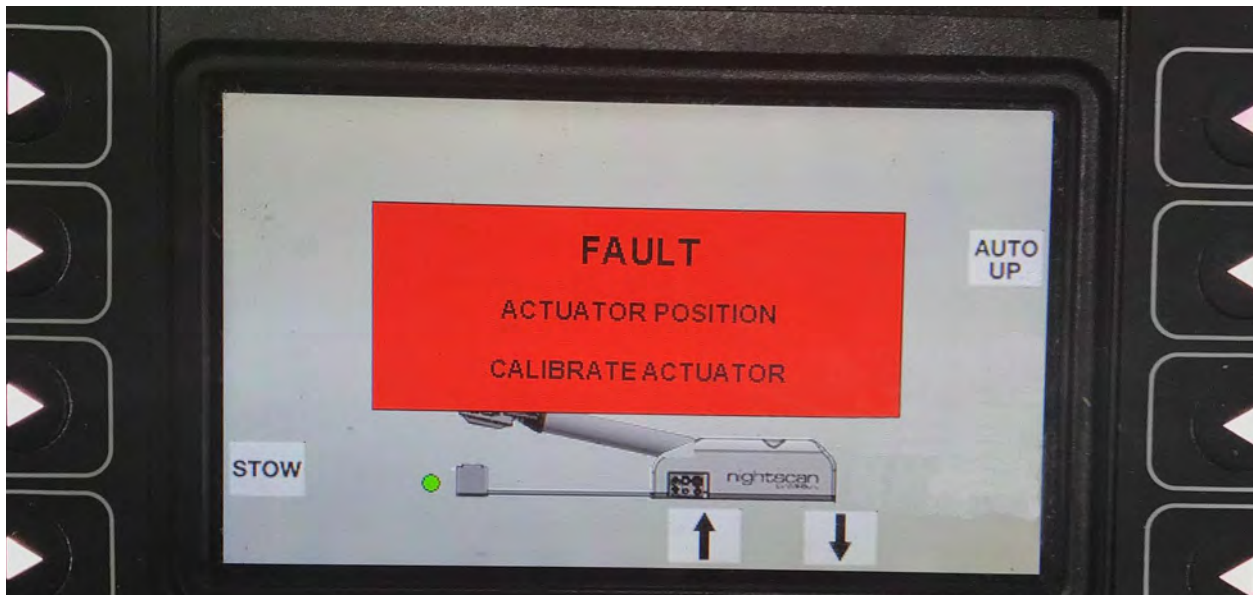 FAULT
ACTUATOR POSITION
CALIBRATE ACTUATOR
AUTO
UP
STOW
nightscan